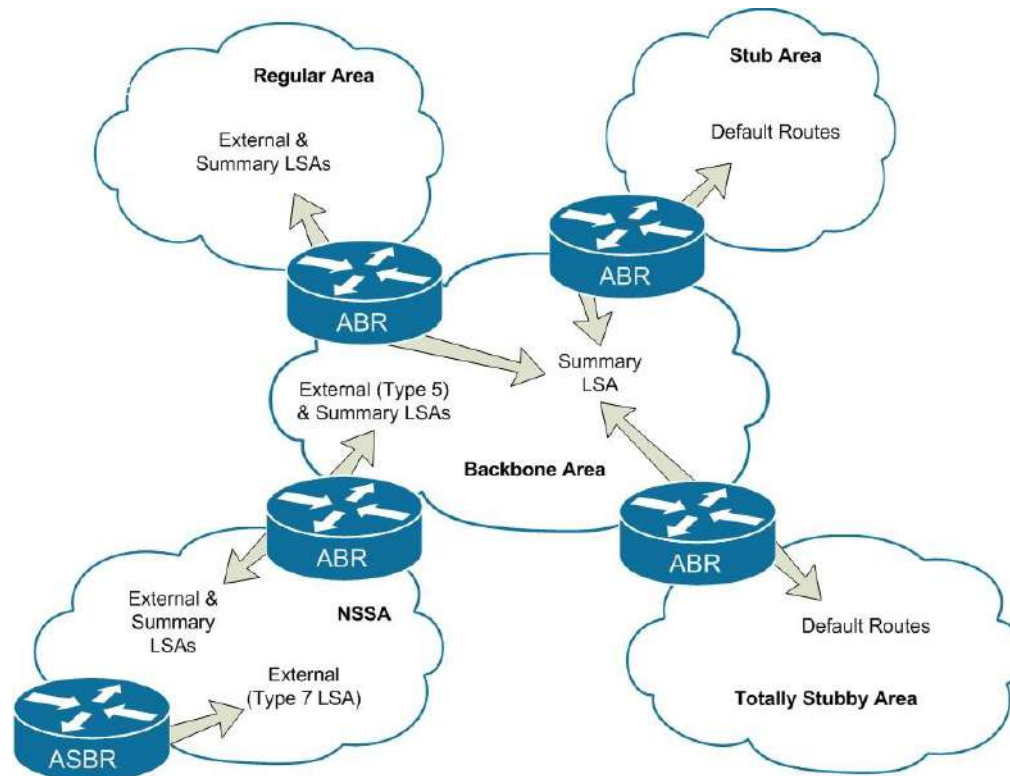 Regular Area
External &
Summary LSAs
Stub Area
Default Routes
ABR
ABR
Summary
LSA
External (Type 5)
& Summary LSAs
Backbone Area
ABR
ABR
External &
Summary
LSAs
NSSA
External
(Type 7 LSA)
ASBR
Default Routes
Totally Stubby Area